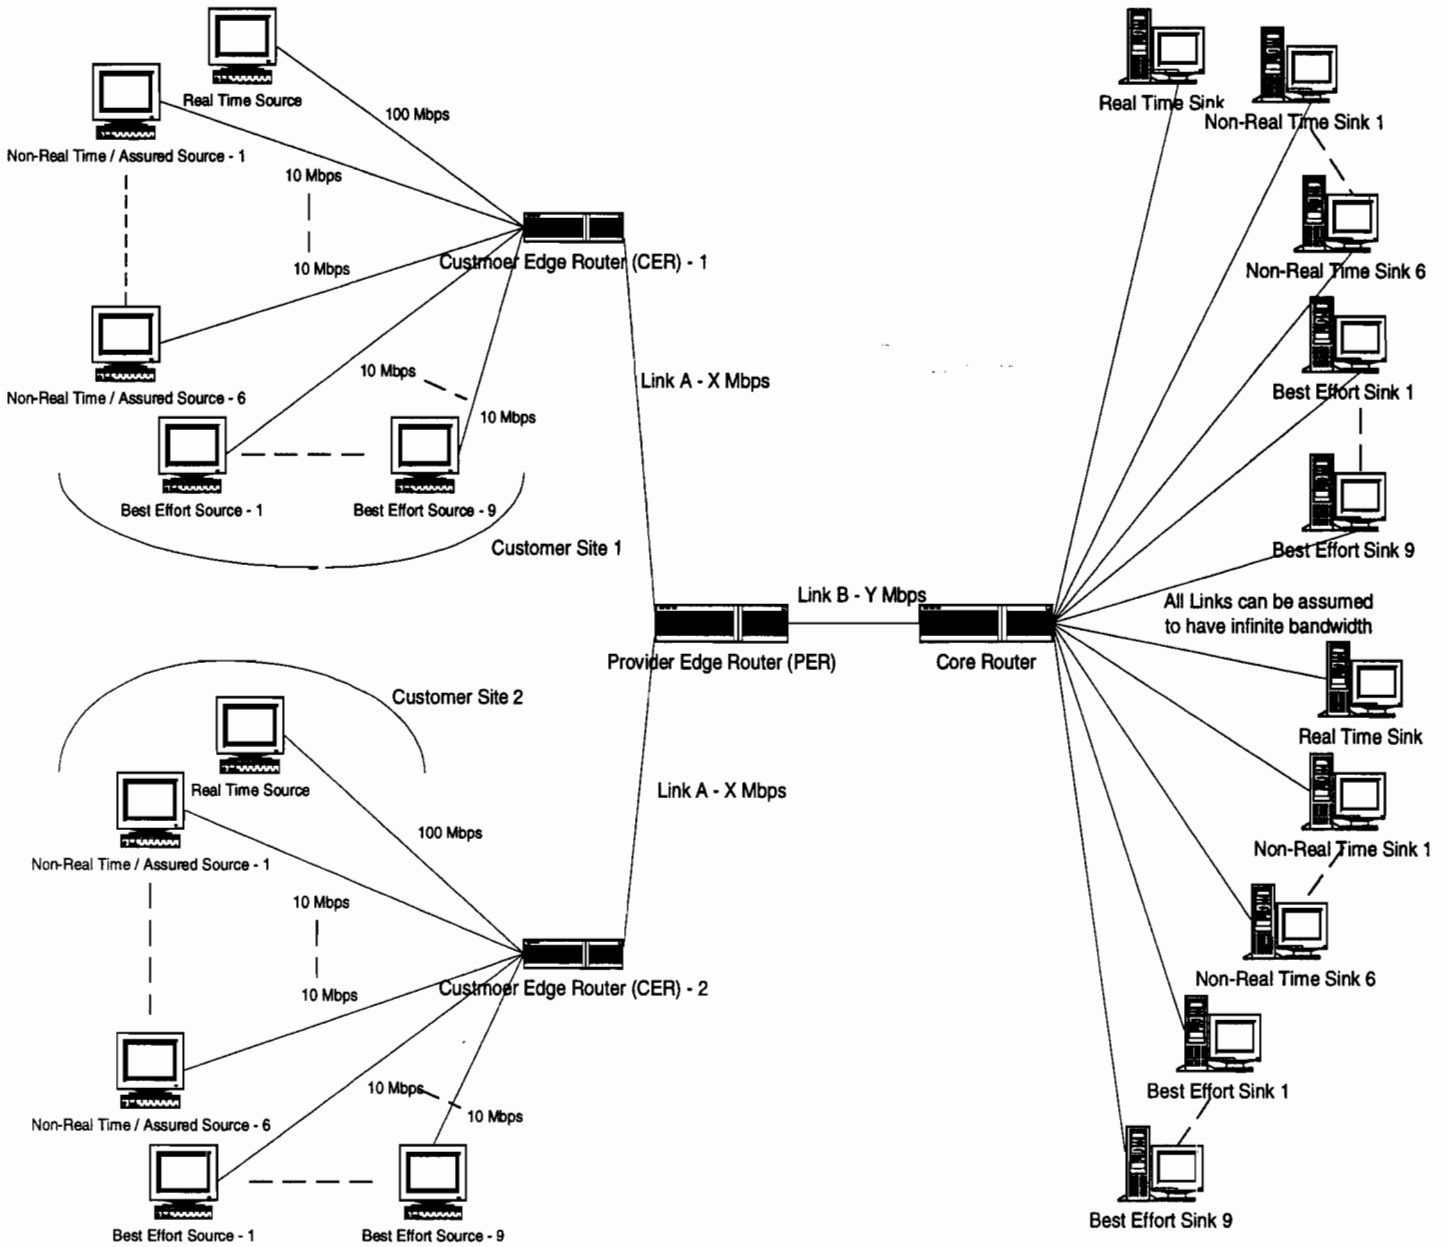 Real Time Source
100 Mbps
Non-Real Time / Assured Source - 1
10 Mbps
10 Mbps
Custmoer Edge Router (CER) - 1
Non-Real Time / Assured Source - 6
10 Mbps
10 Mbps
Link A - X Mbps
Best Effort Source - 1
Best Effort Source - 9
Customer Site 1
Real Time Sink
Non-Real Time Sink 1
Non-Real Time Sink 6
Best Effort Sink 1
Best Effort Sink 9
Link B - Y Mbps
All Links can be assumed
to have infinite bandwidth
Provider Edge Router (PER)
Core Router
Customer Site 2
Real Time Source
Link A - X Mbps
100 Mbps
Non-Real Time / Assured Source - 1
10 Mbps
10 Mbps
Custmoer Edge Router (CER) - 2
10 Mbps
10 Mbps
Non-Real Time / Assured Source - 6
Best Effort Source - 1
Best Effort Source - 9
Real Time Sink
Non-Real Time Sink 1
Non-Real Time Sink 6
Best Effort Sink 1
Best Effort Sink 9